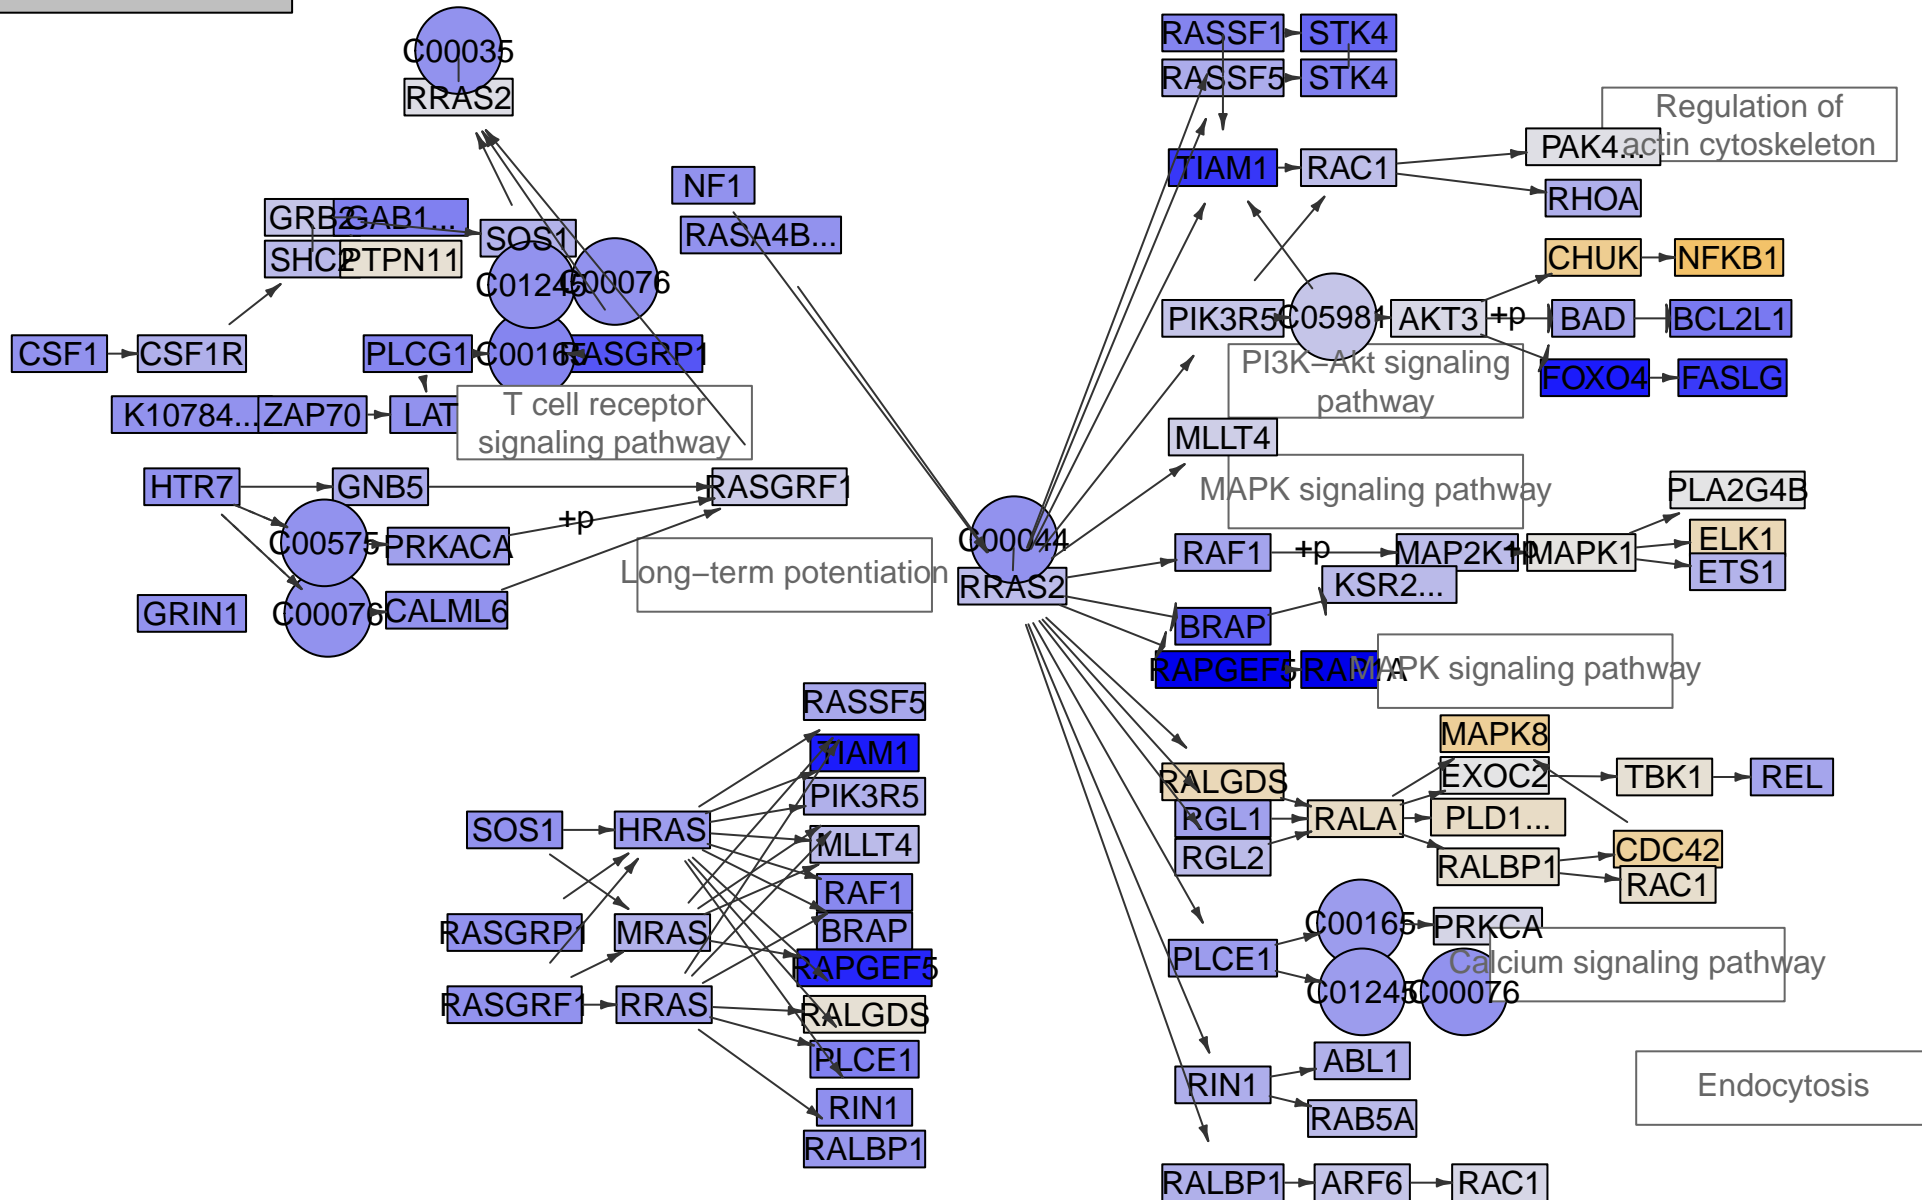 C00035
RRAS2
NF1
RASA4B...
GRB2
GAB1...
SHC2
PTPN11
SOS1
C01245
C00076
CSF1
CSF1R
PLCG1
C00165
RASGRP1
K10784...
ZAP70
LAT
T cell receptor
signaling pathway
HTR7
GNB5
RASGRF1
C00575
PRKACA
+p
GRIN1
C00076
CALML6
Long−term potentiation
C00044
RRAS2
RASSF1
STK4
RASSF5
STK4
Regulation of
actin cytoskeleton
TIAM1
RAC1
PAK4...
RHOA
CHUK
NFKB1
PIK3R5
C05981
AKT3
+p
BAD
BCL2L1
FOXO4
FASLG
PI3K−Akt signaling
pathway
MLLT4
MAPK signaling pathway
PLA2G4B
RAF1
+p
MAP2K1
+p
MAPK1
ELK1
ETS1
KSR2...
BRAP
RAPGEF5
RAP1A
MAPK signaling pathway
MAPK8
RALGDS
EXOC2
TBK1
REL
RGL1
RALA
PLD1...
RGL2
RALBP1
CDC42
RAC1
PLCE1
C00165
PRKCA
Calcium signaling pathway
C01245
C00076
RIN1
ABL1
RAB5A
Endocytosis
RALBP1
ARF6
RAC1
SOS1
HRAS
RASGRP1
MRAS
RASGRF1
RRAS
RASSF5
TIAM1
PIK3R5
MLLT4
RAF1
BRAP
RAPGEF5
RALGDS
PLCE1
RIN1
RALBP1